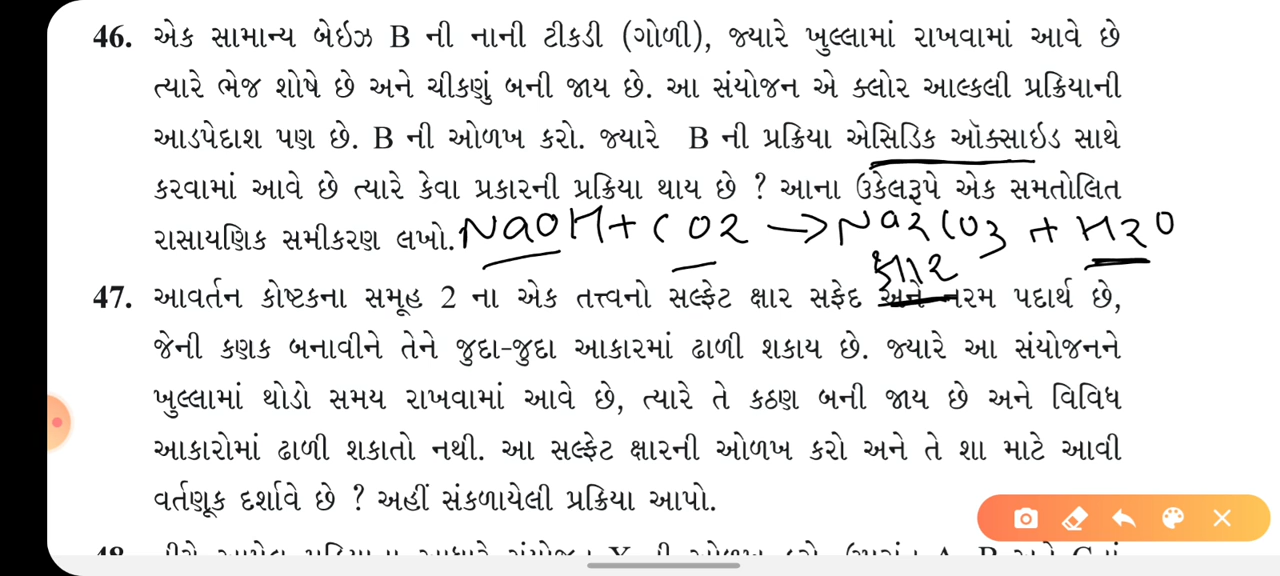 46. એક સામાન્ય બેઇઝ B ની નાની ટીકડી (ગોળી), જ્યારે ખુલ્લામાં રાખવામાં આવે છે
ત્યારે ભેજ શોષે છે અને ચીકણું બની જાય છે. આ સંયોજન એ ક્લોર આલ્કલી પ્રક્રિયાની
આડપેદાશ પણ છે. B ની ઓળખ કરો. જ્યારે B ની પ્રક્રિયા એસિડિક ઑક્સાઇડ સાથે
કરવામાં આવે છે ત્યારે કેવા પ્રકારની પ્રક્રિયા થાય છે ? આના ઉકેલરૂપે એક સમતોલિત
રાસાયણિક સમીકરણ લખો. NaOH + CO2 → Na2CO3 + H2O
ક્ષાર
47. આવર્તન કોષ્ટકના સમૂહ 2 ના એક તત્ત્વનો સલ્ફેટ ક્ષાર સફેદ અને નરમ પદાર્થ છે,
જેની કણક બનાવીને તેને જુદા-જુદા આકારમાં ઢાળી શકાય છે. જ્યારે આ સંયોજનને
ખુલ્લામાં થોડો સમય રાખવામાં આવે છે, ત્યારે તે કઠણ બની જાય છે અને વિવિધ
આકારોમાં ઢાળી શકાતો નથી. આ સલ્ફેટ ક્ષારની ઓળખ કરો અને તે શા માટે આવી
વર્તણૂક દર્શાવે છે ? અહીં સંકળાયેલી પ્રક્રિયા આપો.